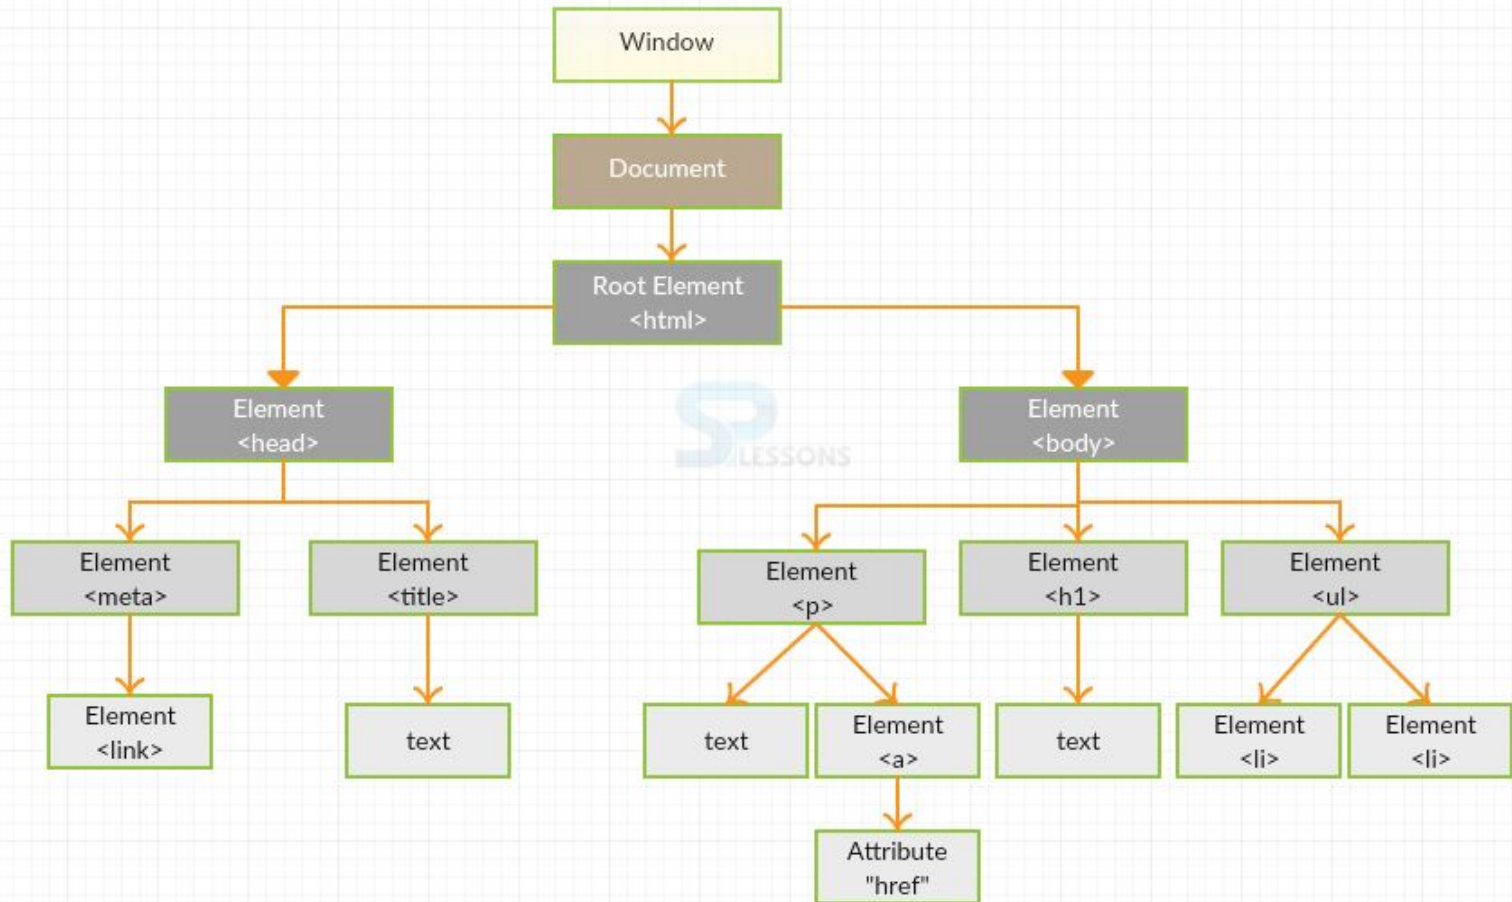 Window
Document
Root Element
<html>
Element
<head>
Element
<body>
SP LESSONS
Element
<meta>
Element
<title>
Element
<p>
Element
<h1>
Element
<ul>
Element
<link>
text
text
Element
<a>
text
Element
<li>
Element
<li>
Attribute
"href"